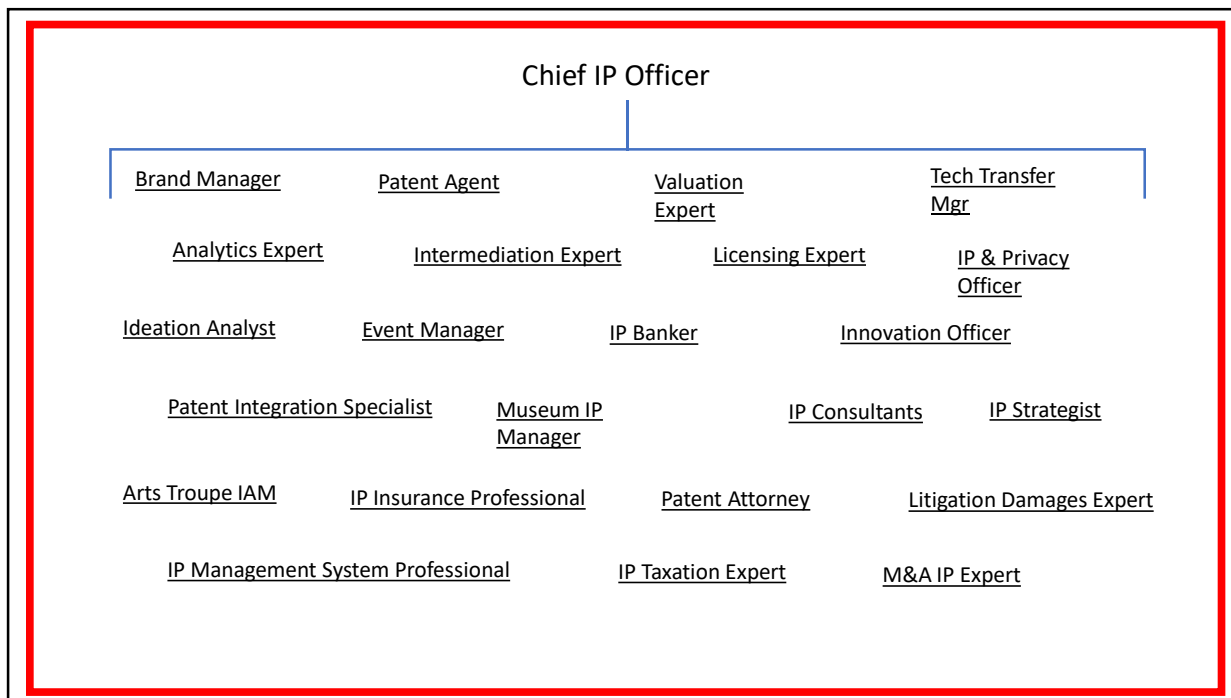 Chief IP Officer
Brand Manager
Patent Agent
Valuation
Expert
Tech Transfer
Mgr
Analytics Expert
Intermediation Expert
Licensing Expert
IP & Privacy
Officer
Ideation Analyst
Event Manager
IP Banker
Innovation Officer
Patent Integration Specialist
Museum IP
Manager
IP Consultants
IP Strategist
Arts Troupe IAM
IP Insurance Professional
Patent Attorney
Litigation Damages Expert
IP Management System Professional
IP Taxation Expert
M&A IP Expert